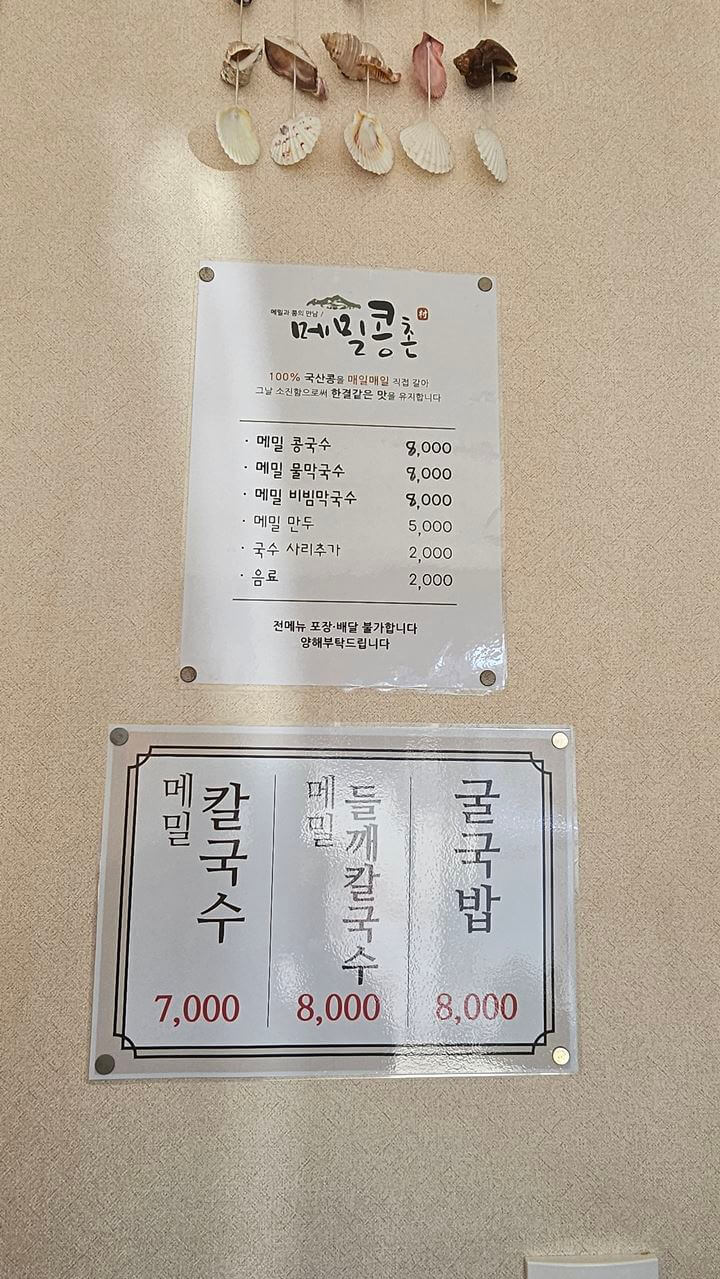 메밀과 콩의 만남 /
메밀콩촌
村
100% 국산콩을 매일매일 직접 갈아
그날 소진함으로써 한결같은 맛을 유지합니다
· 메밀 콩국수 8,000
· 메밀 물막국수 8,000
· 메밀 비빔막국수 8,000
· 메밀 만두 5,000
· 국수 사리추가 2,000
· 음료 2,000
전메뉴 포장·배달 불가합니다
양해부탁드립니다
메밀 칼국수
7,000
메밀 들깨칼국수
8,000
굴국밥
8,000